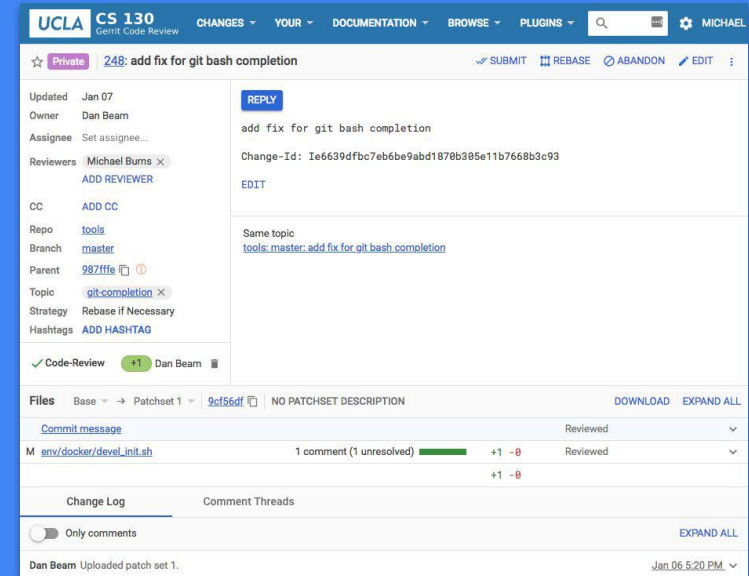 UCLA CS 130 Gerrit Code Review CHANGES YOUR DOCUMENTATION BROWSE PLUGINS MICHAEL
Private 248: add fix for git bash completion SUBMIT REBASE ABANDON EDIT
Updated Jan 07
Owner Dan Beam
Assignee Set assignee...
Reviewers Michael Burns
ADD REVIEWER
CC ADD CC
Repo tools
Branch master
Parent 987fffe
Topic git-completion
Strategy Rebase if Necessary
Hashtags ADD HASHTAG
Code-Review +1 Dan Beam
REPLY
add fix for git bash completion
Change-Id: Ie6639dfbc7eb6be9abd1870b305e11b7668b3c93
EDIT
Same topic
tools: master: add fix for git bash completion
Files Base → Patchset 1 9cf56df NO PATCHSET DESCRIPTION DOWNLOAD EXPAND ALL
Commit message Reviewed
M env/docker/devel_init.sh 1 comment (1 unresolved) +1 -0 Reviewed
+1 -0
Change Log Comment Threads
Only comments EXPAND ALL
Dan Beam Uploaded patch set 1. Jan 06 5:20 PM